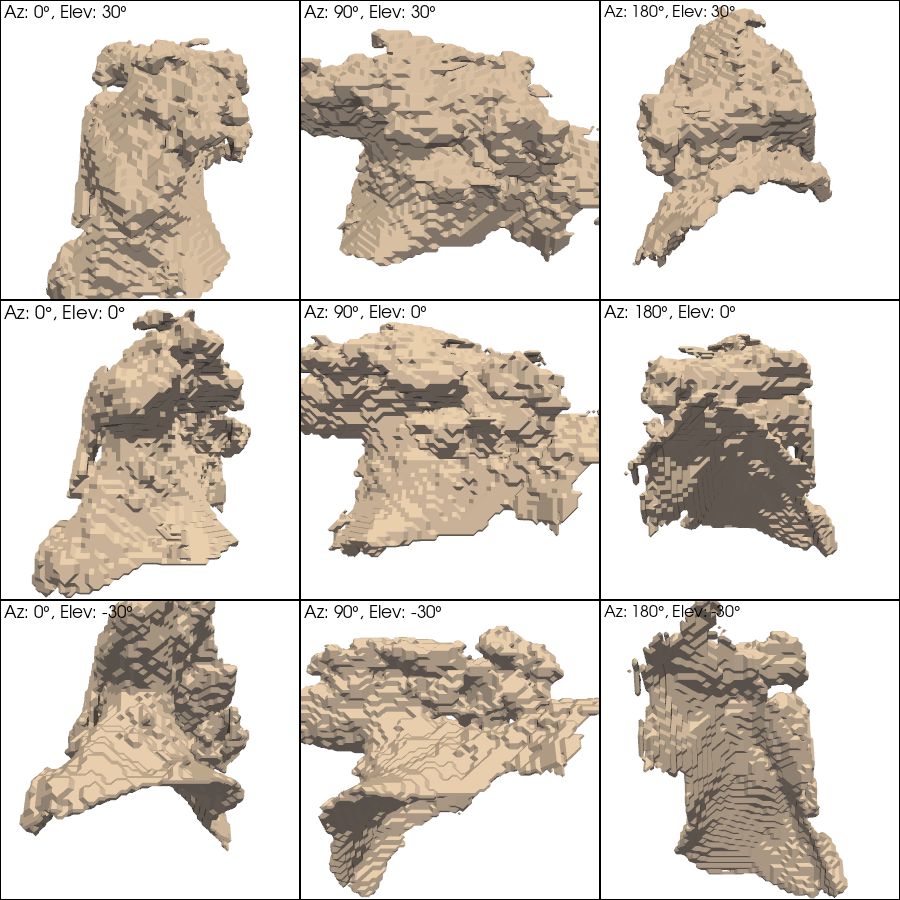 Az: 0°, Elev: 30°
Az: 90°, Elev: 30°
Az: 180°, Elev: 30°
Az: 0°, Elev: 0°
Az: 90°, Elev: 0°
Az: 180°, Elev: 0°
Az: 0°, Elev: -30°
Az: 90°, Elev: -30°
Az: 180°, Elev: -30°